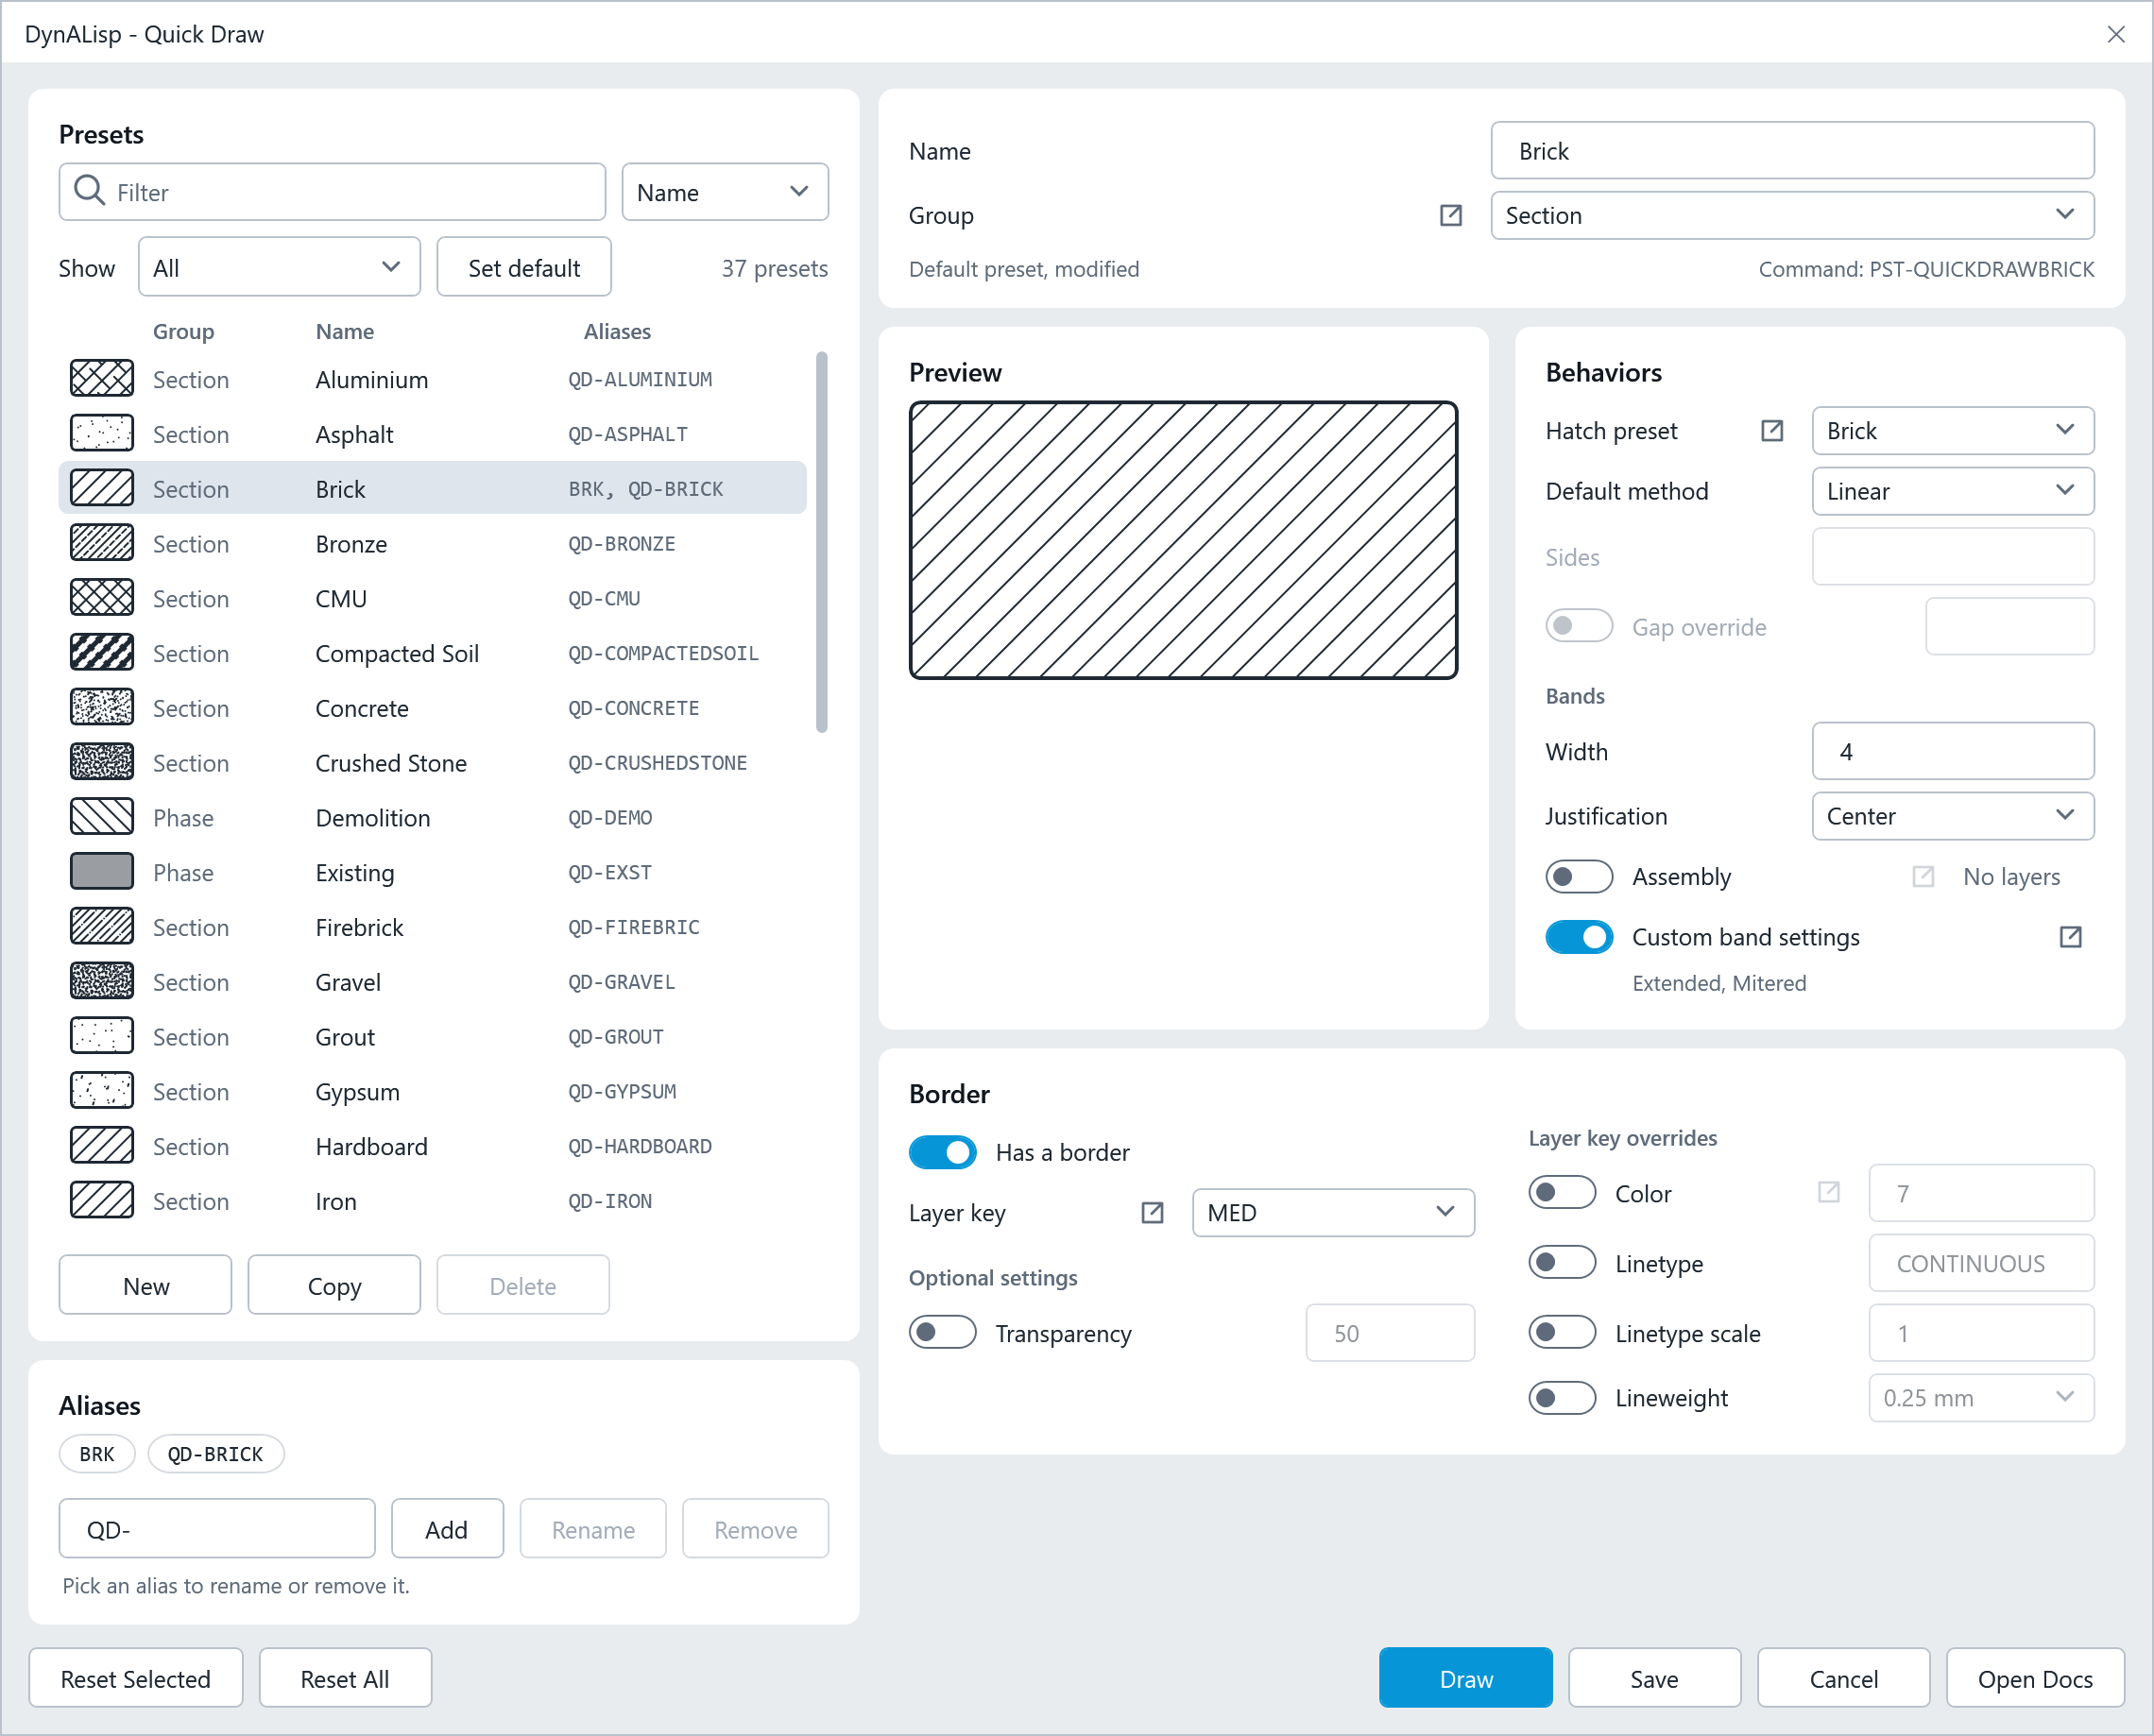 DynALisp - Quick Draw
Presets
Filter
Name
Show
All
Set default
37 presets
Group Name Aliases
Section Aluminium QD-ALUMINIUM
Section Asphalt QD-ASPHALT
Section Brick BRK, QD-BRICK
Section Bronze QD-BRONZE
Section CMU QD-CMU
Section Compacted Soil QD-COMPACTEDSOIL
Section Concrete QD-CONCRETE
Section Crushed Stone QD-CRUSHEDSTONE
Phase Demolition QD-DEMO
Phase Existing QD-EXST
Section Firebrick QD-FIREBRIC
Section Gravel QD-GRAVEL
Section Grout QD-GROUT
Section Gypsum QD-GYPSUM
Section Hardboard QD-HARDBOARD
Section Iron QD-IRON
New
Copy
Delete
Aliases
BRK QD-BRICK
QD-
Add
Rename
Remove
Pick an alias to rename or remove it.
Reset Selected
Reset All
Name Brick
Group Section
Default preset, modified
Command: PST-QUICKDRAWBRICK
Preview
Behaviors
Hatch preset Brick
Default method Linear
Sides
Gap override
Bands
Width 4
Justification Center
Assembly No layers
Custom band settings
Extended, Mitered
Border
Has a border
Layer key MED
Optional settings
Transparency 50
Layer key overrides
Color 7
Linetype CONTINUOUS
Linetype scale 1
Lineweight 0.25 mm
Draw
Save
Cancel
Open Docs